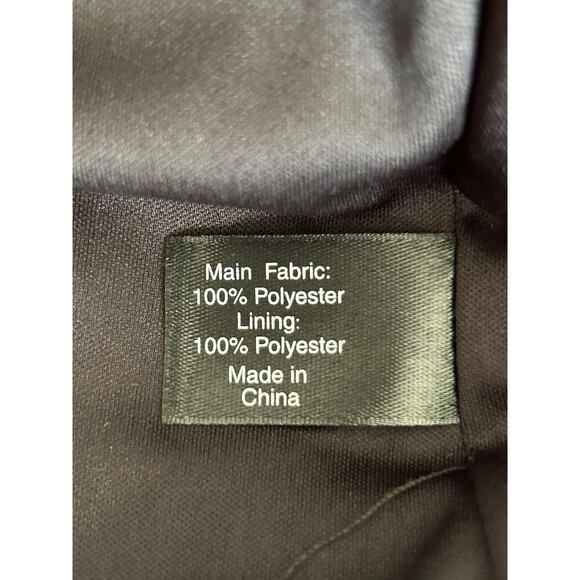 Main Fabric:
100% Polyester
Lining:
100% Polyester
Made in
China